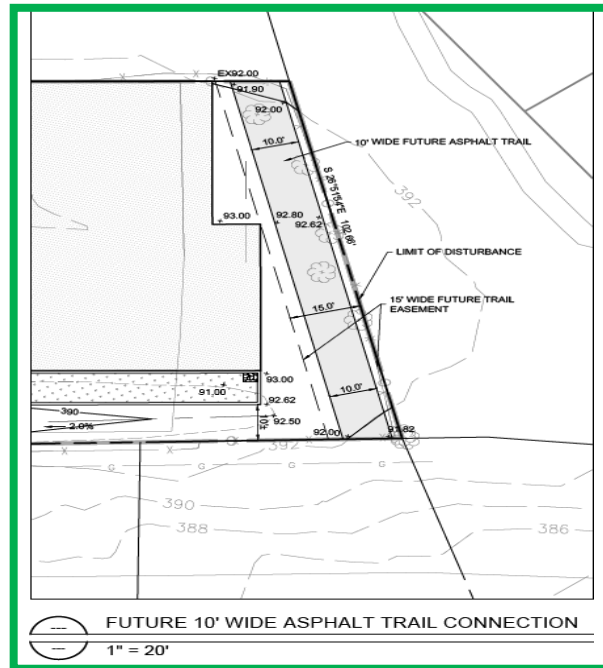 EX92.00
91.90
92.00
10.0'
10' WIDE FUTURE ASPHALT TRAIL
S 26°51'54"E 102.66'
392
93.00
92.80
92.62
LIMIT OF DISTURBANCE
15.0'
15' WIDE FUTURE TRAIL
EASEMENT
93.00
91.00
10.0'
92.62
390
92.50
2.0%
92.00
91.82
392
G G G
390
388
386
--- FUTURE 10' WIDE ASPHALT TRAIL CONNECTION
--- 1" = 20'